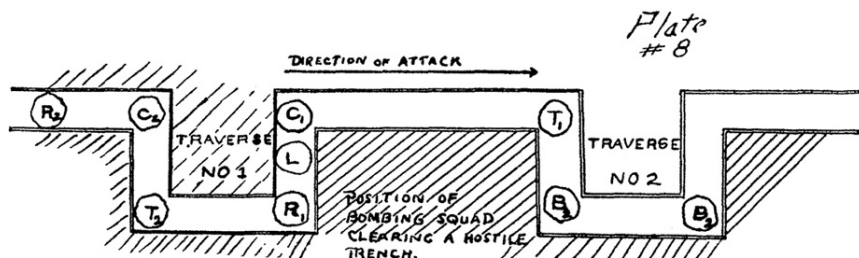 Plate
# 8
DIRECTION OF ATTACK
R2
C2
C1
T1
TRAVERSE
NO 1
L
TRAVERSE
NO 2
T2
R1
B2
B2
POSITION OF
BOMBING SQUAD
CLEARING A HOSTILE
TRENCH.